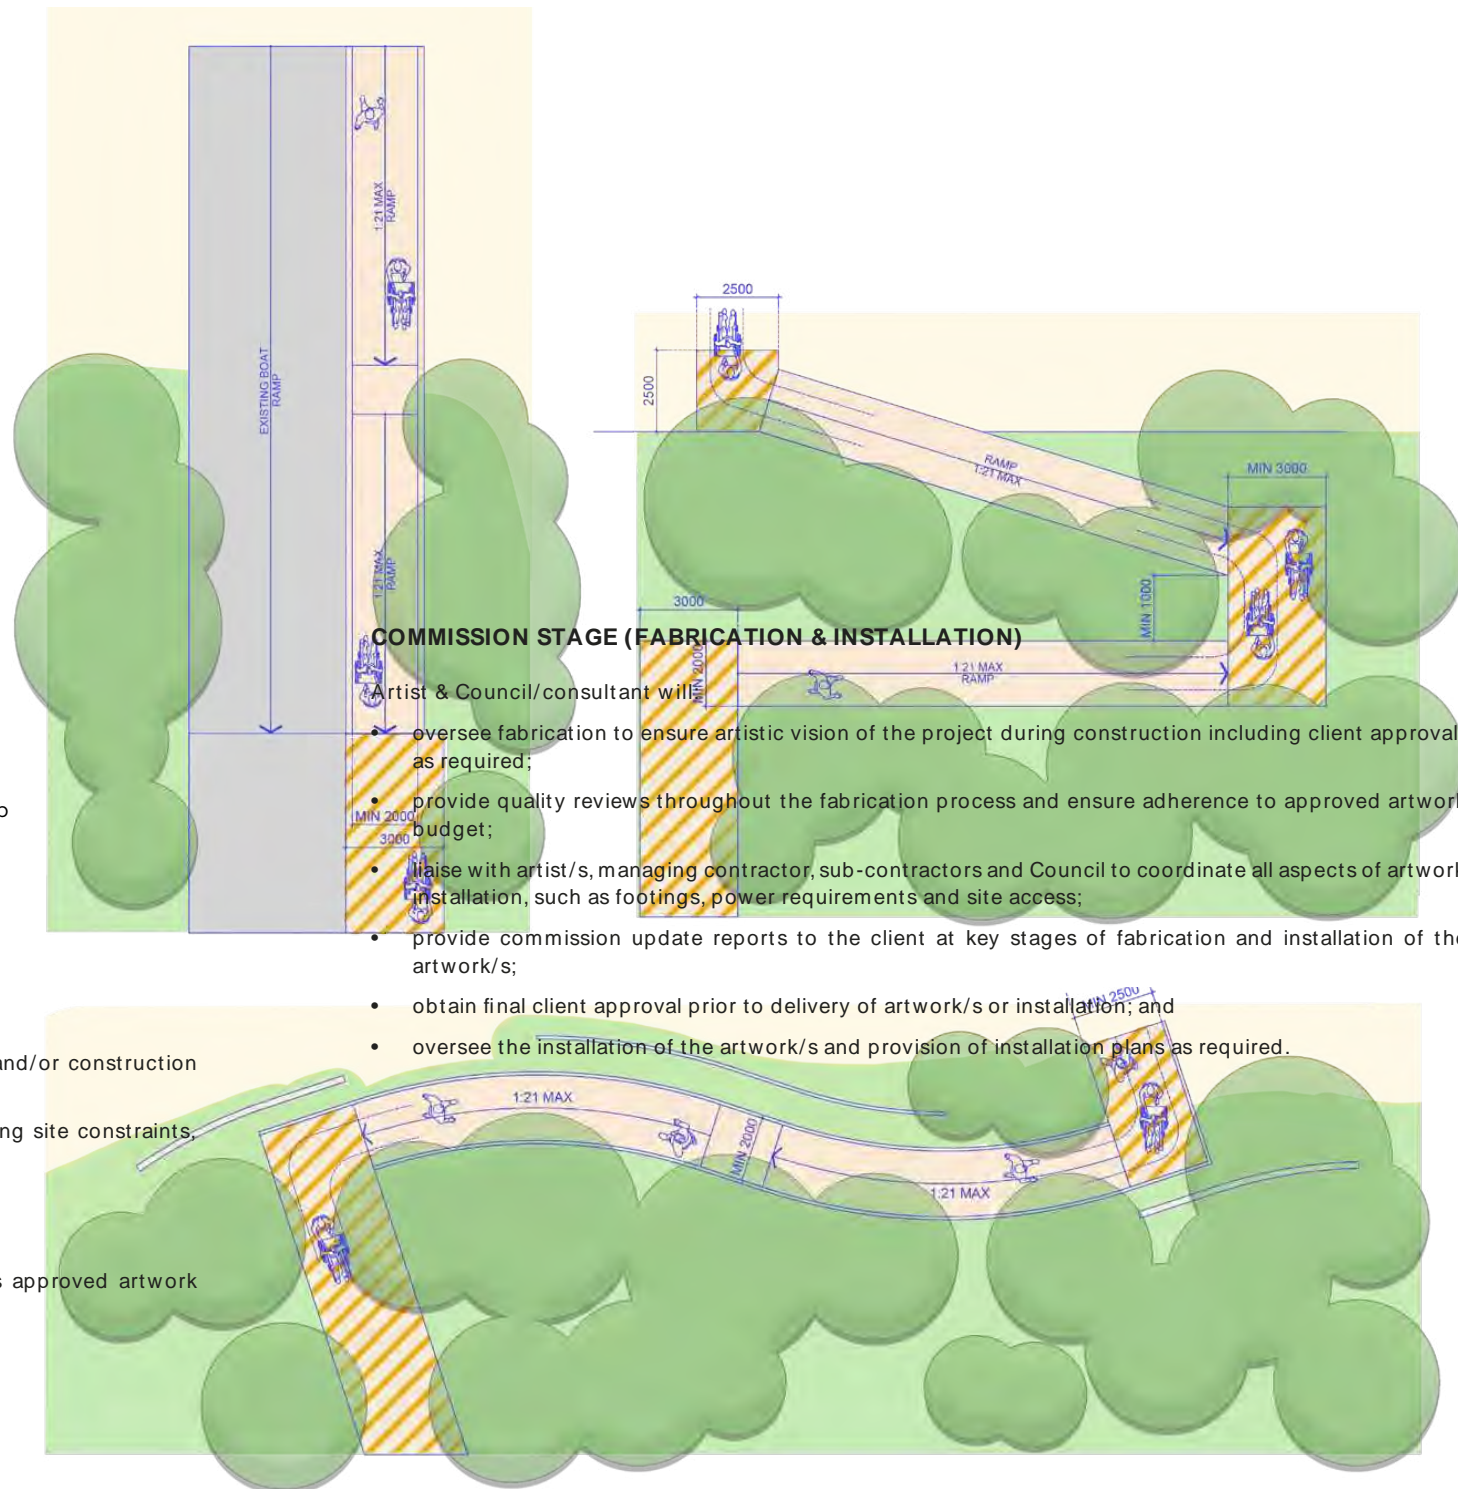 EXISTING BOAT
RAMP
1:21 MAX
RAMP
1:21 MAX
RAMP
MIN 2000
3000
2500
2500
RAMP
1:21 MAX
MIN 3000
MIN 1000
3000
MIN 2000
1:21 MAX
RAMP
COMMISSION STAGE (FABRICATION & INSTALLATION)
Artist & Council/consultant will:
• oversee fabrication to ensure artistic vision of the project during construction including client approval
as required;
• provide quality reviews throughout the fabrication process and ensure adherence to approved artwork
budget;
• liaise with artist/s, managing contractor, sub-contractors and Council to coordinate all aspects of artwork
installation, such as footings, power requirements and site access;
• provide commission update reports to the client at key stages of fabrication and installation of the
artwork/s;
• obtain final client approval prior to delivery of artwork/s or installation; and
• oversee the installation of the artwork/s and provision of installation plans as required.
and/or construction
ng site constraints,
s approved artwork
MIN 2500
1:21 MAX
MIN 2000
1:21 MAX